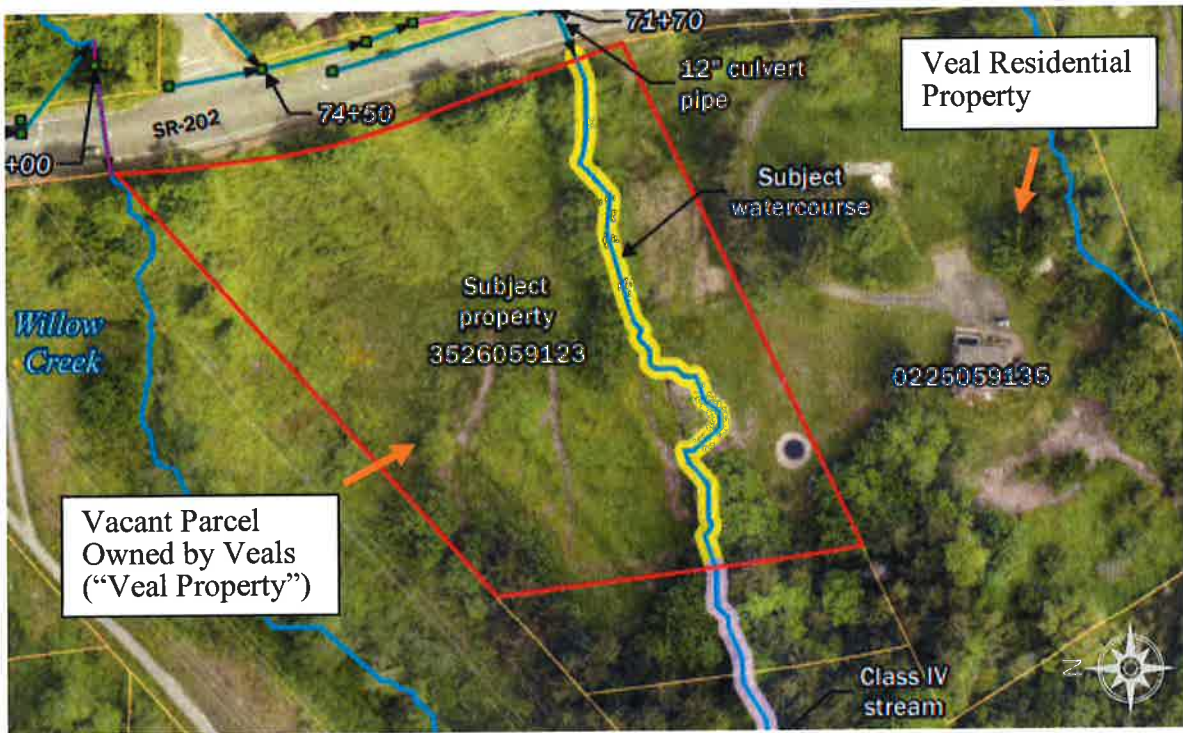 71+70
12" culvert
pipe
Veal Residential
Property
74+50
SR-202
+00
Subject
watercourse
Subject
property
3526059123
Willow
Creek
0225059135
Vacant Parcel
Owned by Veals
(“Veal Property”)
Class IV
stream
N